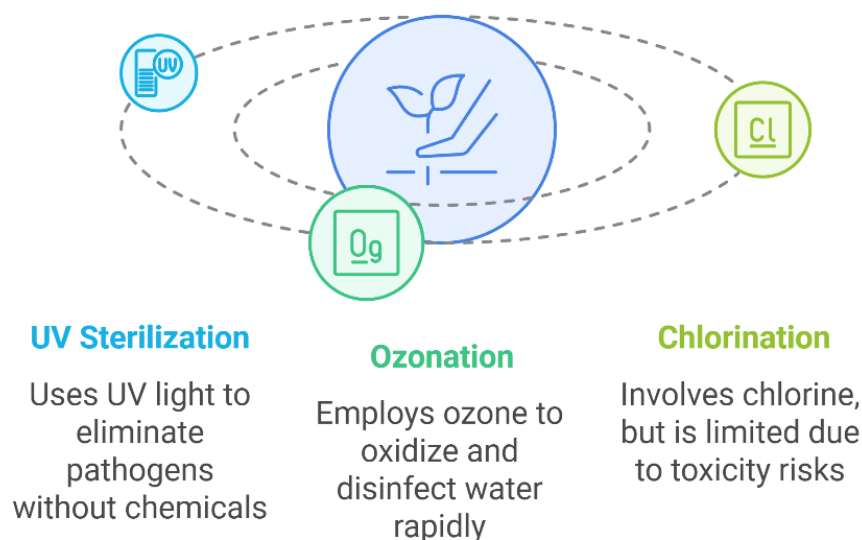 UV
Cl
Og
UV Sterilization
Uses UV light to
eliminate
pathogens
without chemicals
Ozonation
Employs ozone to
oxidize and
disinfect water
rapidly
Chlorination
Involves chlorine,
but is limited due
to toxicity risks